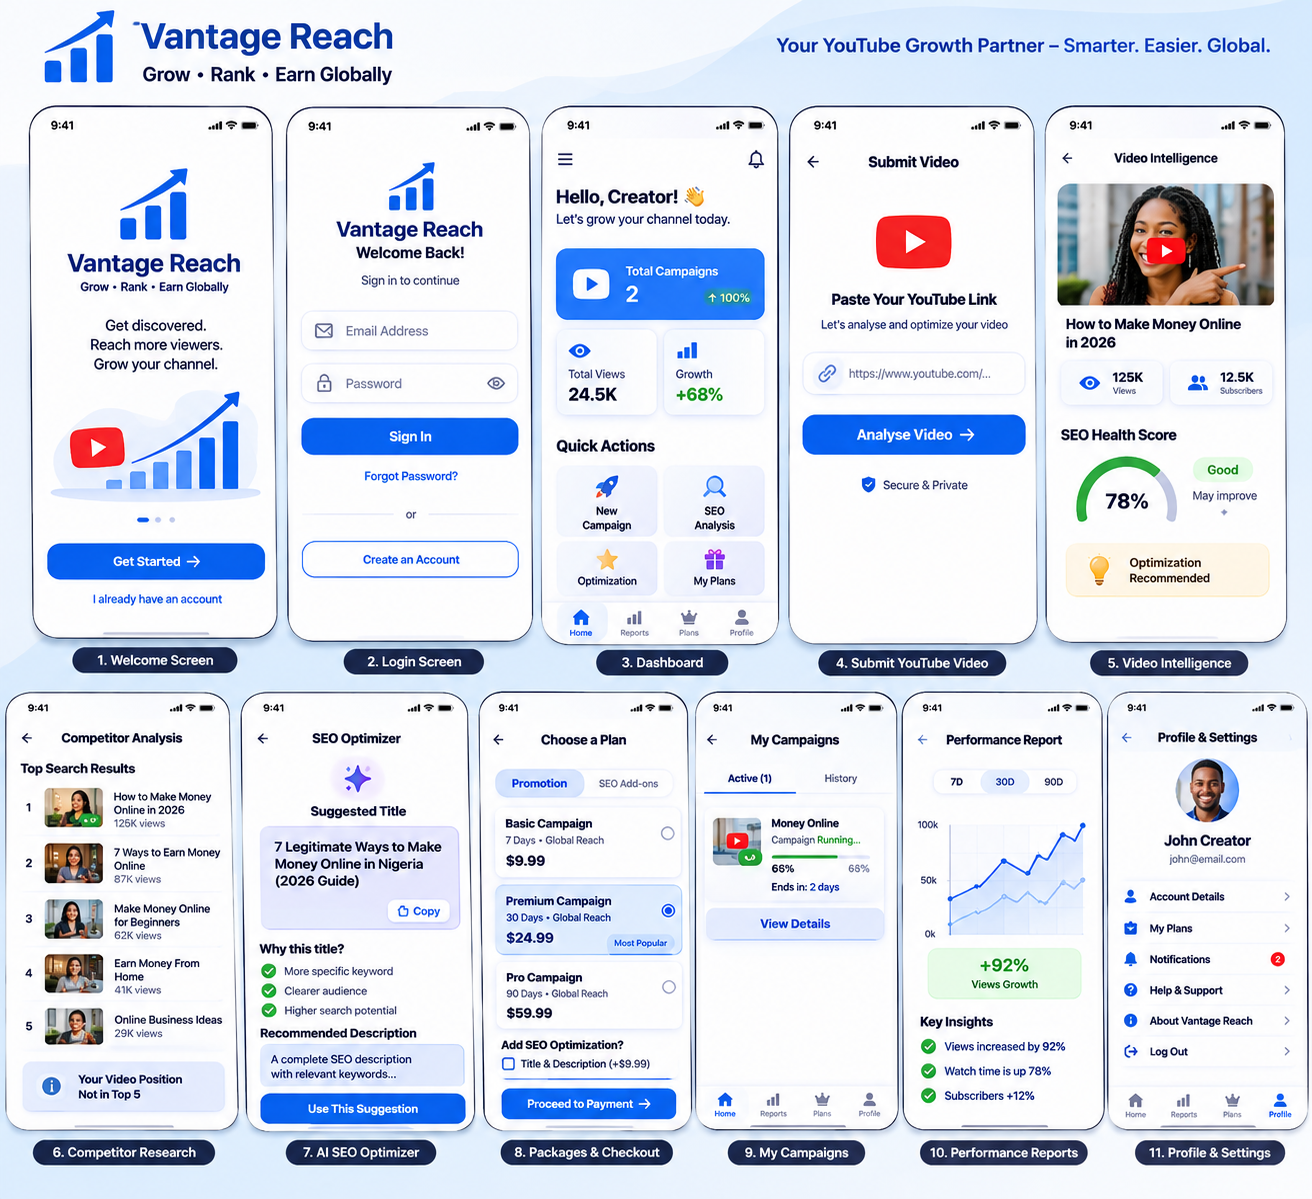 Vantage Reach
Grow • Rank • Earn Globally
Your YouTube Growth Partner – Smarter. Easier. Global.
9:41
Vantage Reach
Grow • Rank • Earn Globally
Get discovered.
Reach more viewers.
Grow your channel.
Get Started →
I already have an account
1. Welcome Screen
9:41
Vantage Reach
Welcome Back!
Sign in to continue
Email Address
Password
Sign In
Forgot Password?
or
Create an Account
2. Login Screen
9:41
Hello, Creator! 👋
Let's grow your channel today.
Total Campaigns
2
↑ 100%
Total Views
24.5K
Growth
+68%
Quick Actions
New
Campaign
SEO
Analysis
Optimization
My Plans
Home
Reports
Plans
Profile
3. Dashboard
9:41
← Submit Video
Paste Your YouTube Link
Let's analyse and optimize your video
https://www.youtube.com/...
Analyse Video →
Secure & Private
4. Submit YouTube Video
9:41
← Video Intelligence
How to Make Money Online
in 2026
125K
Views
12.5K
Subscribers
SEO Health Score
78%
Good
May improve
Optimization
Recommended
5. Video Intelligence
9:41
← Competitor Analysis
Top Search Results
1
How to Make Money
Online in 2026
125K views
2
7 Ways to Earn Money
Online
87K views
3
Make Money Online
for Beginners
62K views
4
Earn Money From
Home
41K views
5
Online Business Ideas
29K views
Your Video Position
Not in Top 5
6. Competitor Research
9:41
← SEO Optimizer
Suggested Title
7 Legitimate Ways to Make
Money Online in Nigeria
(2026 Guide)
Copy
Why this title?
More specific keyword
Clearer audience
Higher search potential
Recommended Description
A complete SEO description
with relevant keywords...
Use This Suggestion
7. AI SEO Optimizer
9:41
← Choose a Plan
Promotion
SEO Add-ons
Basic Campaign
7 Days • Global Reach
$9.99
Premium Campaign
30 Days • Global Reach
$24.99
Most Popular
Pro Campaign
90 Days • Global Reach
$59.99
Add SEO Optimization?
Title & Description (+$9.99)
Proceed to Payment →
8. Packages & Checkout
9:41
← My Campaigns
Active (1)
History
Money Online
Campaign Running...
66%
68%
Ends in: 2 days
View Details
Home
Reports
Plans
Profile
9. My Campaigns
9:41
← Performance Report
7D
30D
90D
100k
50k
0k
+92%
Views Growth
Key Insights
Views increased by 92%
Watch time is up 78%
Subscribers +12%
10. Performance Reports
9:41
← Profile & Settings
John Creator
john@email.com
Account Details
My Plans
Notifications
2
Help & Support
About Vantage Reach
Log Out
Home
Reports
Plans
Profile
11. Profile & Settings